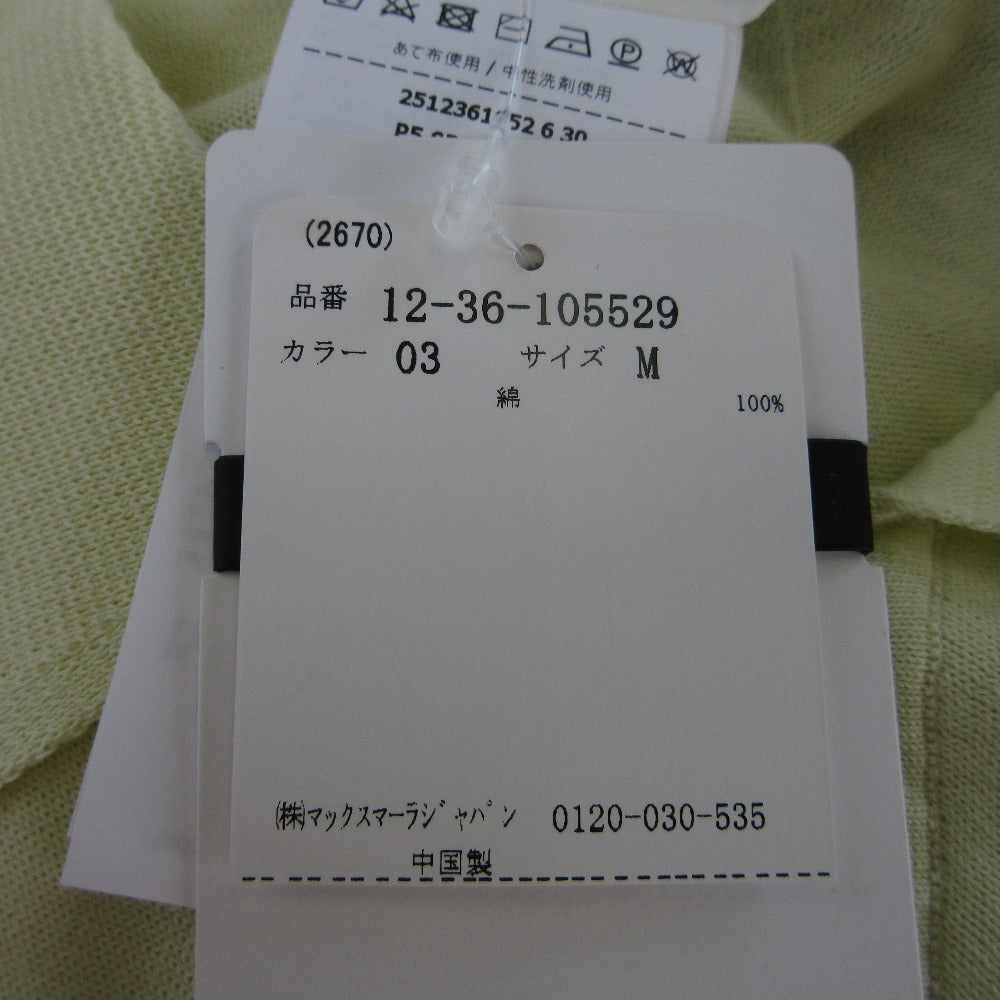 あて布使用 / 中性洗剤使用
6 30
(2670)
品番 12-36-105529
カラー 03 サイズ M
綿 100%
(株)マックスマーラジャパン 0120-030-535
中国製